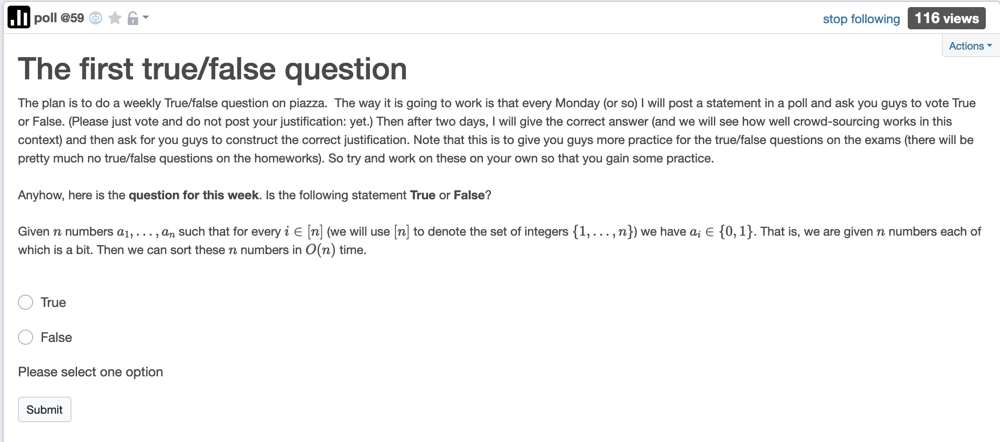 poll @59
stop following
116 views
Actions
The first true/false question
The plan is to do a weekly True/false question on piazza. The way it is going to work is that every Monday (or so) I will post a statement in a poll and ask you guys to vote True
or False. (Please just vote and do not post your justification: yet.) Then after two days, I will give the correct answer (and we will see how well crowd-sourcing works in this
context) and then ask for you guys to construct the correct justification. Note that this is to give you guys more practice for the true/false questions on the exams (there will be
pretty much no true/false questions on the homeworks). So try and work on these on your own so that you gain some practice.
Anyhow, here is the question for this week. Is the following statement True or False?
Given n numbers a₁, . . . , aₙ such that for every i ∈ [n] (we will use [n] to denote the set of integers {1, . . . , n}) we have aᵢ ∈ {0, 1}. That is, we are given n numbers each of
which is a bit. Then we can sort these n numbers in O(n) time.
True
False
Please select one option
Submit